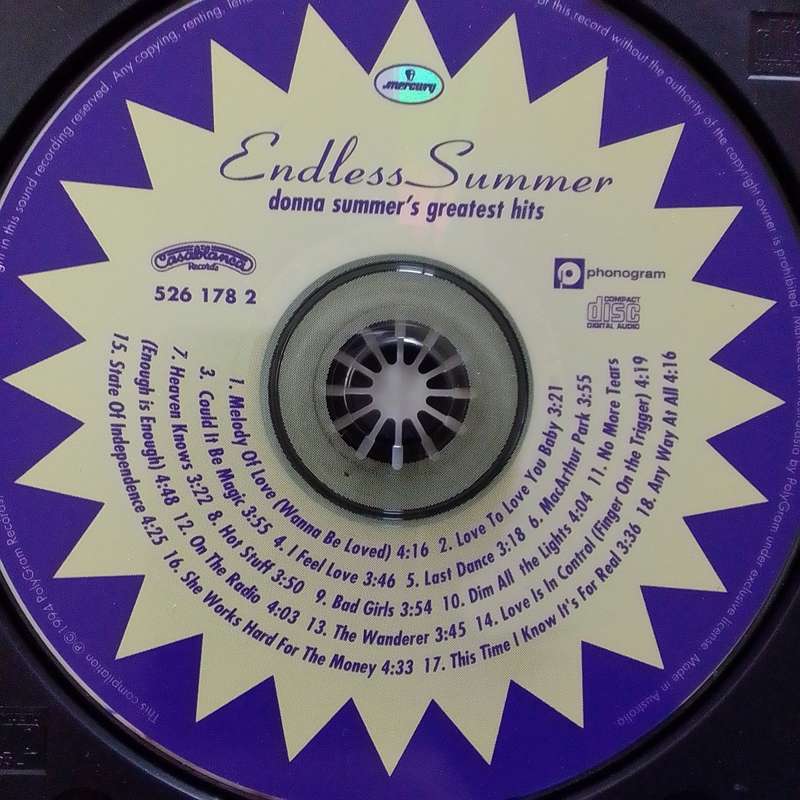 mercury
Endless Summer
donna summer's greatest hits
Casablanca
Records
526 178 2
phonogram
COMPACT
disc
DIGITAL AUDIO
1. Melody Of Love (Wanna Be Loved) 4:16 2. Love To Love You Baby 3:21
3. Could It Be Magic 3:55 4. I Feel Love 3:46 5. Last Dance 3:18 6. MacArthur Park 3:55
7. Heaven Knows 3:22 8. Hot Stuff 3:50 9. Bad Girls 3:54 10. Dim All the Lights 4:04 11. No More Tears
(Enough is Enough) 4:48 12. On The Radio 4:03 13. The Wanderer 3:45 14. Love Is In Control (Finger On the Trigger) 4:19
15. State Of Independence 4:25 16. She Works Hard For The Money 4:33 17. This Time I Know It's For Real 3:36 18. Any Way At All 4:16
This compilation ℗©1994 PolyGram Records
in this sound recording reserved. Any copying, renting,
of this record without the authority of the copyright owner is prohibited.
by PolyGram under exclusive license. Made in Australia.